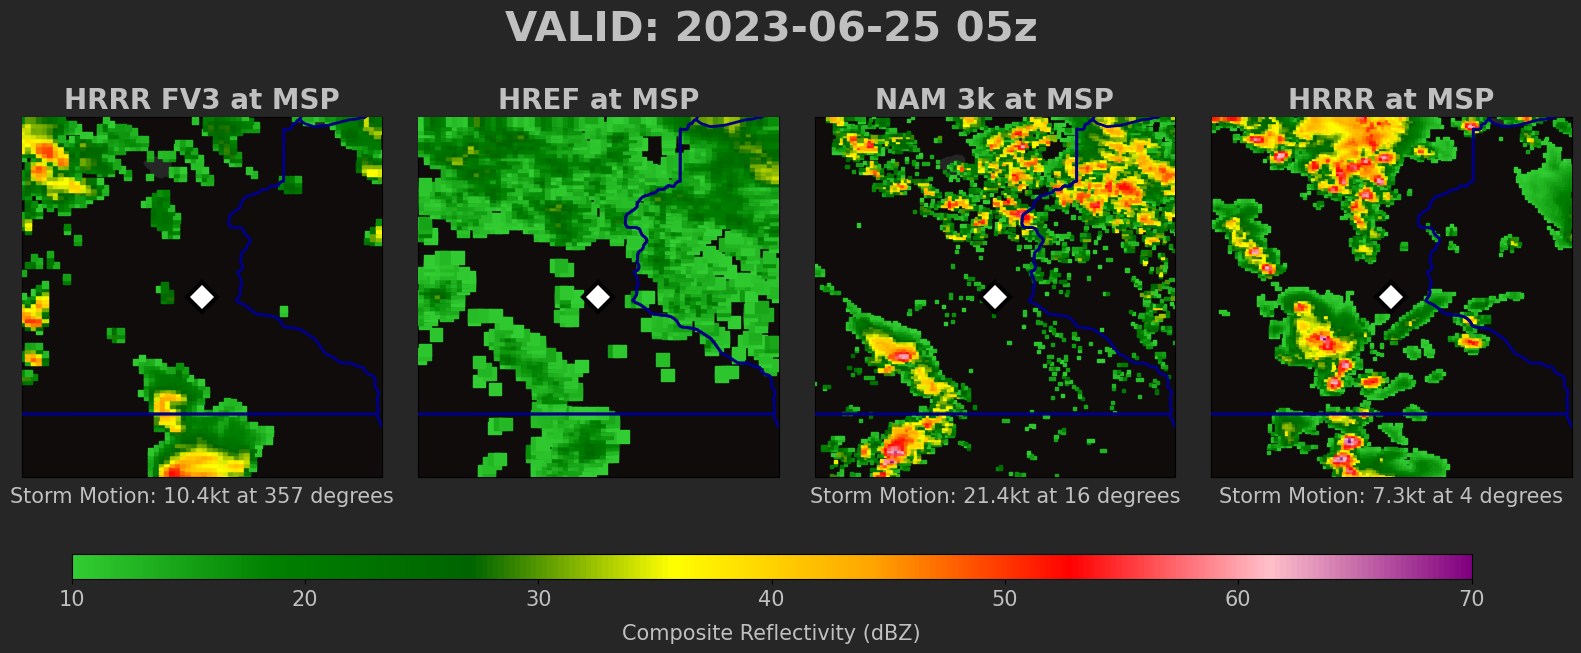 VALID: 2023-06-25 05z
HRRR FV3 at MSP
HREF at MSP
NAM 3k at MSP
HRRR at MSP
Storm Motion: 10.4kt at 357 degrees
Storm Motion: 21.4kt at 16 degrees
Storm Motion: 7.3kt at 4 degrees
10 20 30 40 50 60 70
Composite Reflectivity (dBZ)